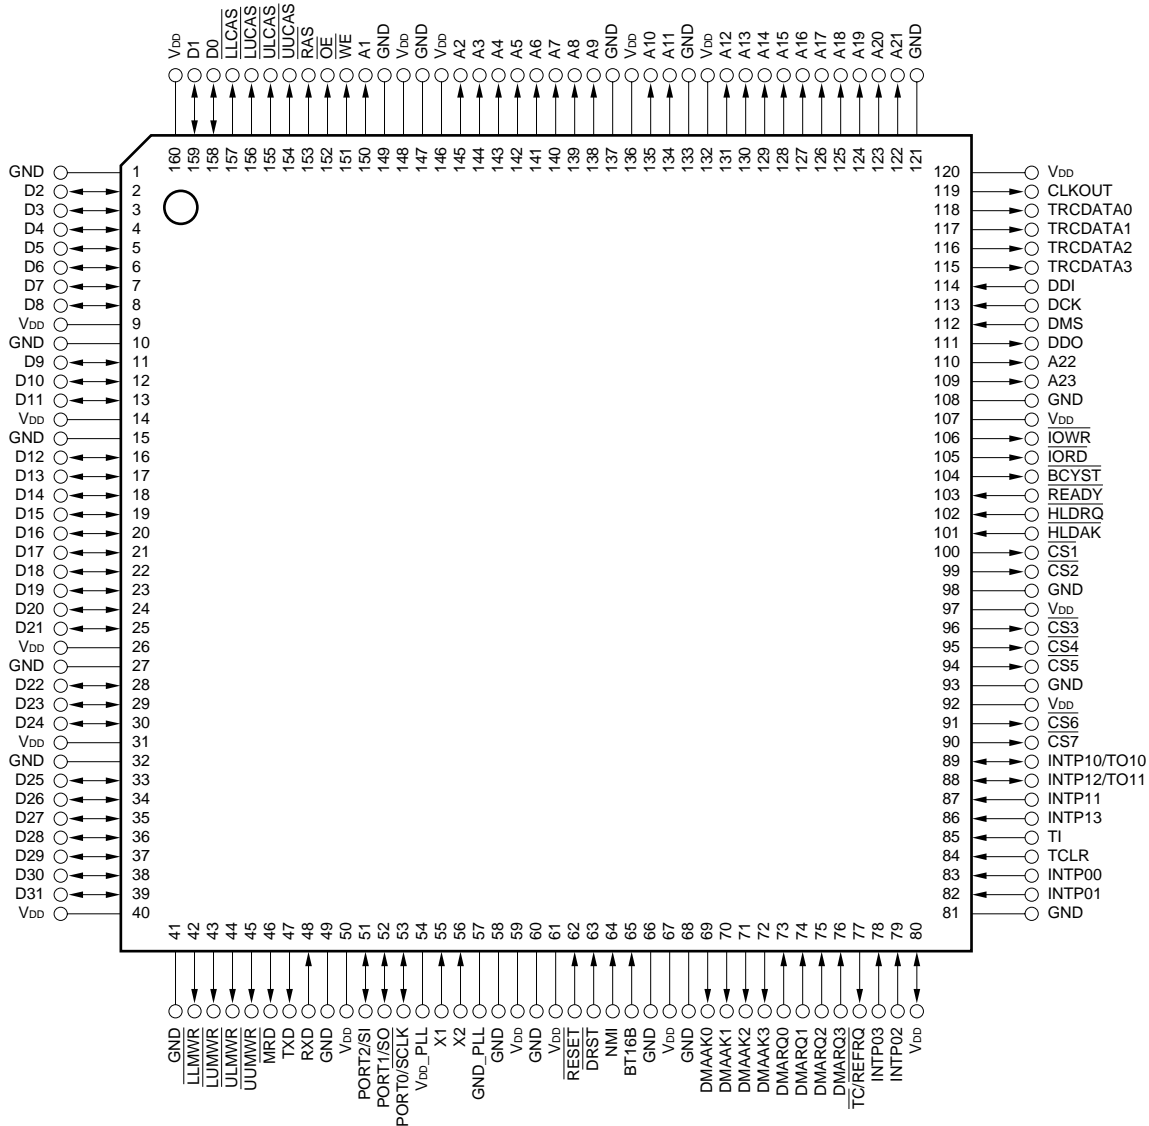 VDD
D1
D0
LLCAS
LUCAS
ULCAS
UUCAS
RAS
OE
WE
A1
GND
VDD
GND
VDD
A2
A3
A4
A5
A6
A7
A8
A9
GND
VDD
A10
A11
GND
VDD
A12
A13
A14
A15
A16
A17
A18
A19
A20
A21
GND
160
159
158
157
156
155
154
153
152
151
150
149
148
147
146
145
144
143
142
141
140
139
138
137
136
135
134
133
132
131
130
129
128
127
126
125
124
123
122
121
GND 1 120 VDD
D2 2 119 CLKOUT
D3 3 118 TRCDATA0
D4 4 117 TRCDATA1
D5 5 116 TRCDATA2
D6 6 115 TRCDATA3
D7 7 114 DDI
D8 8 113 DCK
VDD 9 112 DMS
GND 10 111 DDO
D9 11 110 A22
D10 12 109 A23
D11 13 108 GND
VDD 14 107 VDD
GND 15 106 IOWR
D12 16 105 IORD
D13 17 104 BCYST
D14 18 103 READY
D15 19 102 HLDRQ
D16 20 101 HLDAK
D17 21 100 CS1
D18 22 99 CS2
D19 23 98 GND
D20 24 97 VDD
D21 25 96 CS3
VDD 26 95 CS4
GND 27 94 CS5
D22 28 93 GND
D23 29 92 VDD
D24 30 91 CS6
VDD 31 90 CS7
GND 32 89 INTP10/TO10
D25 33 88 INTP12/TO11
D26 34 87 INTP11
D27 35 86 INTP13
D28 36 85 TI
D29 37 84 TCLR
D30 38 83 INTP00
D31 39 82 INTP01
VDD 40 81 GND
41
42
43
44
45
46
47
48
49
50
51
52
53
54
55
56
57
58
59
60
61
62
63
64
65
66
67
68
69
70
71
72
73
74
75
76
77
78
79
80
GND
LLMWR
LUMWR
ULMWR
UUMWR
MRD
TXD
RXD
GND
VDD
PORT2/SI
PORT1/SO
PORT0/SCLK
VDD_PLL
X1
X2
GND_PLL
GND
VDD
GND
VDD
RESET
DRST
NMI
BT16B
GND
VDD
GND
DMAAK0
DMAAK1
DMAAK2
DMAAK3
DMARQ0
DMARQ1
DMARQ2
DMARQ3
TC/REFRQ
INTP03
INTP02
VDD